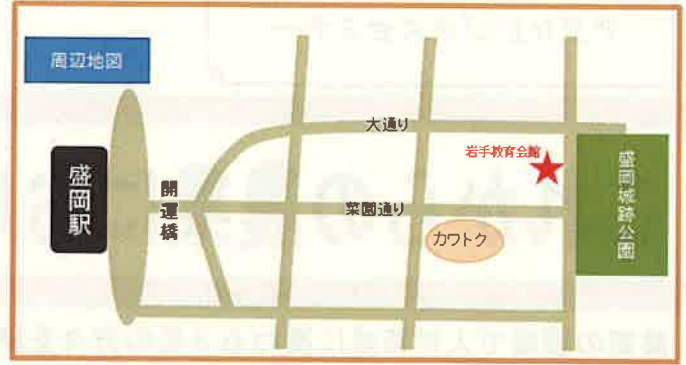 周辺地図
大通り
岩手教育会館
盛岡駅
開運橋
菜園通り
カワトク
盛岡城跡公園